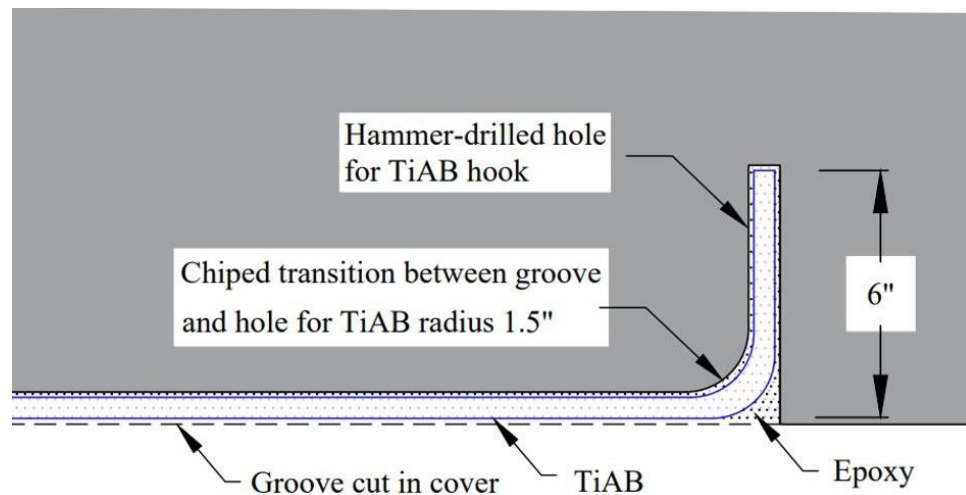 Hammer-drilled hole
for TiAB hook
Chiped transition between groove
and hole for TiAB radius 1.5"
6"
Groove cut in cover
TiAB
Epoxy